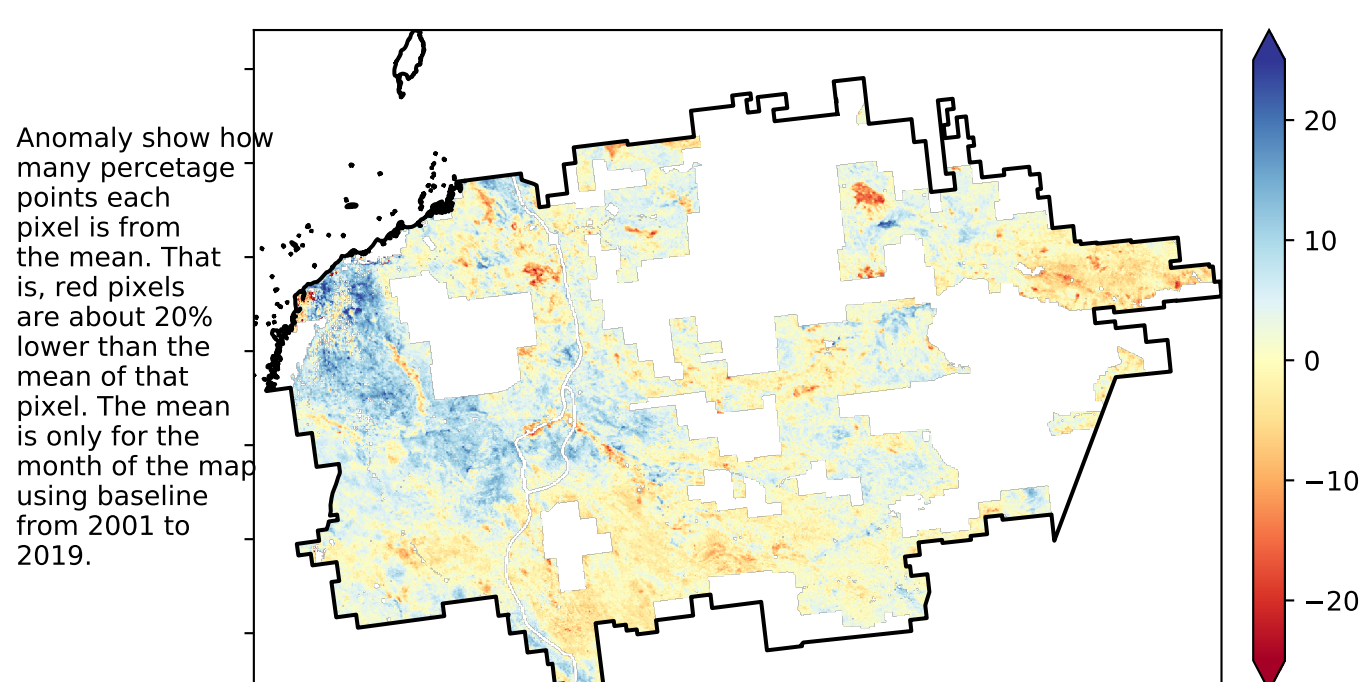 Anomaly show how
many percetage
points each
pixel is from
the mean. That
is, red pixels
are about 20%
lower than the
mean of that
pixel. The mean
is only for the
month of the map
using baseline
from 2001 to
2019.
20
10
0
−10
−20